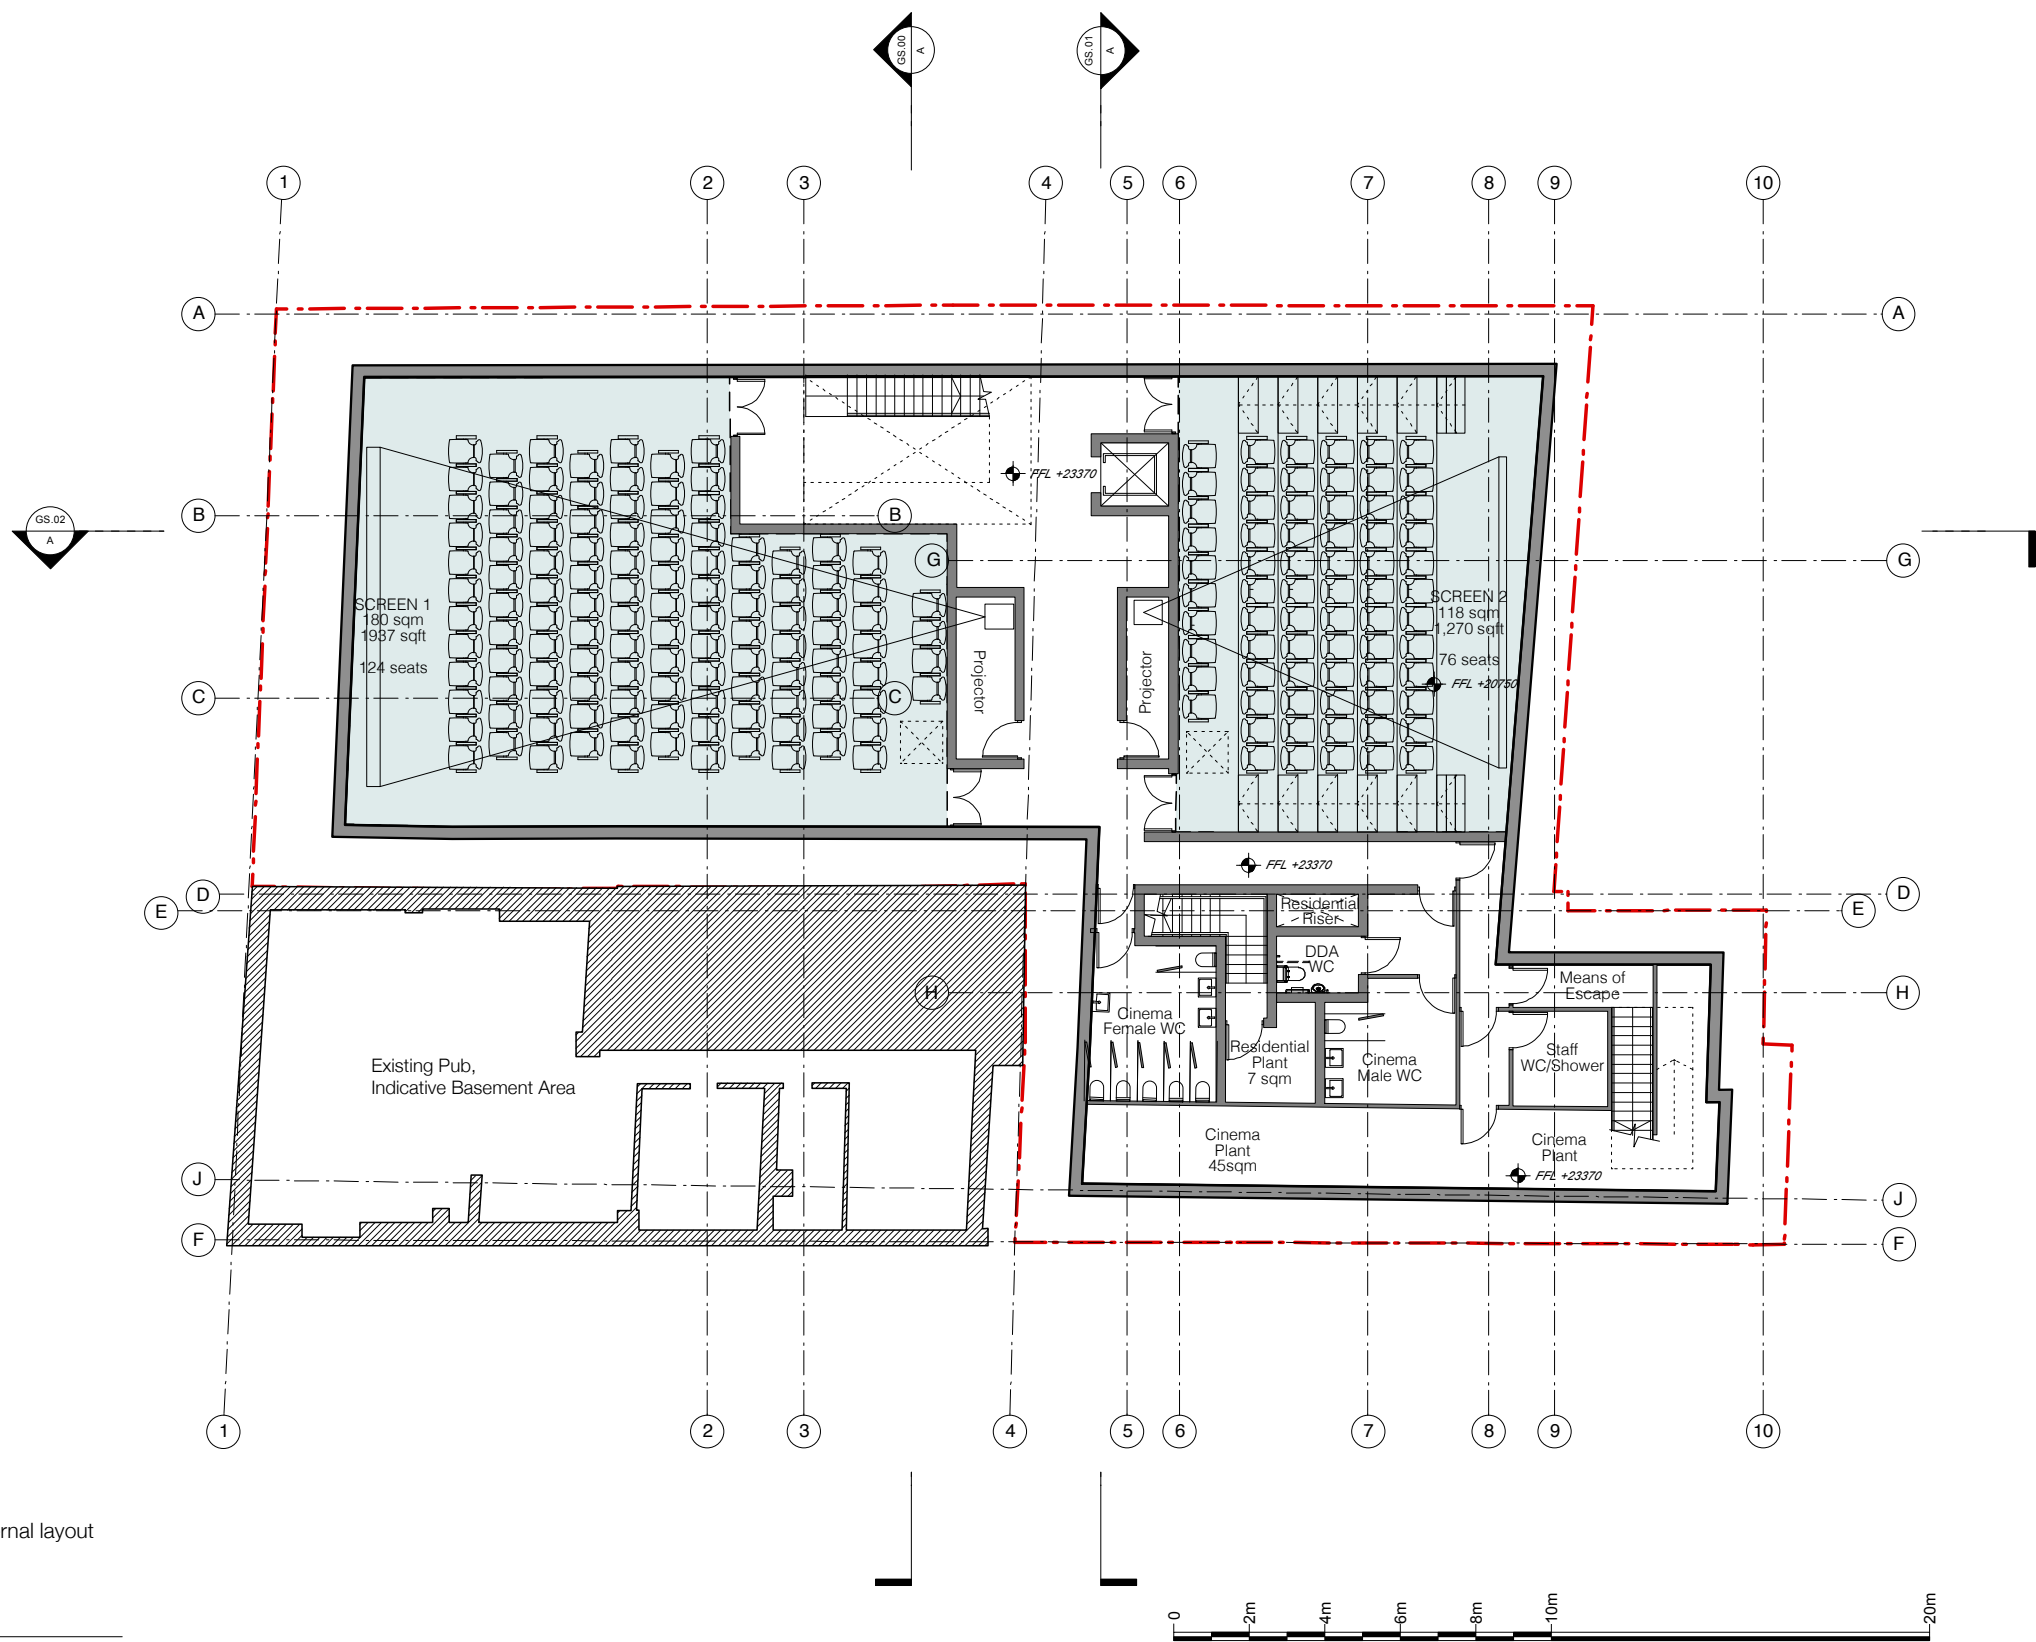 GS.00
A
GS.01
A
1
2
3
4
5
6
7
8
9
10
A
A
FFL +23370
B
B
GS.02
A
G
G
SCREEN 1
180 sqm
1937 sqft
124 seats
SCREEN 2
118 sqm
1,270 sqft
76 seats
Projector
Projector
FFL +20750
C
C
FFL +23370
D
D
E
E
Residential
Riser
DDA
WC
Means of
Escape
H
H
Cinema
Female WC
Residential
Plant
7 sqm
Cinema
Male WC
Staff
WC/Shower
Existing Pub,
Indicative Basement Area
Cinema
Plant
45sqm
Cinema
Plant
FFL +23370
J
J
F
F
1
2
3
4
5
6
7
8
9
10
rnal layout
0
2m
4m
6m
8m
10m
20m